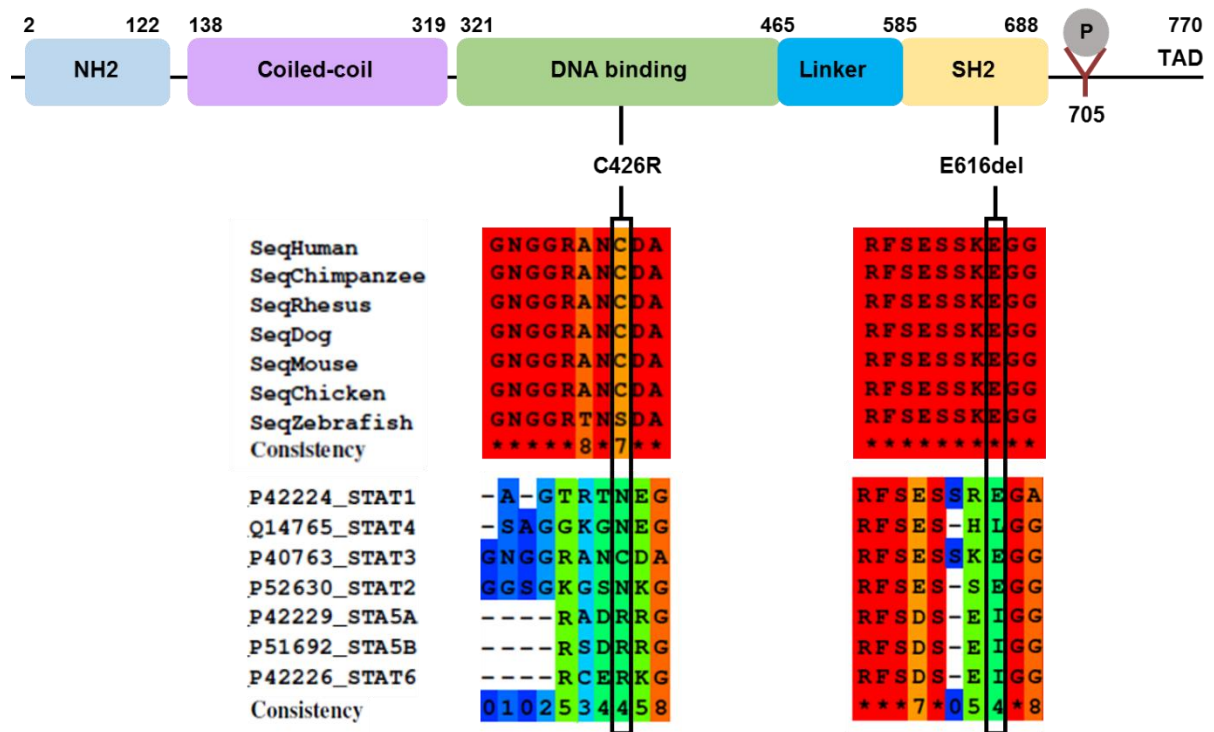 2 122 138 319 321 465 585 688 P 770
NH2 Coiled-coil DNA binding Linker SH2 TAD
705
C426R E616del
SeqHuman GNGGRANCDA RFSESSKEGG
SeqChimpanzee GNGGRANCDA RFSESSKEGG
SeqRhesus GNGGRANCDA RFSESSKEGG
SeqDog GNGGRANCDA RFSESSKEGG
SeqMouse GNGGRANCDA RFSESSKEGG
SeqChicken GNGGRANCDA RFSESSKEGG
SeqZebrafish GNGGRTNSDA RFSESSKEGG
Consistency *****8*7** **********
P42224_STAT1 -A-GTRTNEG RFSESSREGA
Q14765_STAT4 -SAGGKGNEG RFSES-HLGG
P40763_STAT3 GNGGRANCDA RFSESSKEGG
P52630_STAT2 GGSGKGSNKG RFSES-SEGG
P42229_STA5A ----RADRRG RFSDS-EIGG
P51692_STA5B ----RSDRRG RFSDS-EIGG
P42226_STAT6 ----RCERKG RFSDS-EIGG
Consistency 0102534458 ***7*054*8